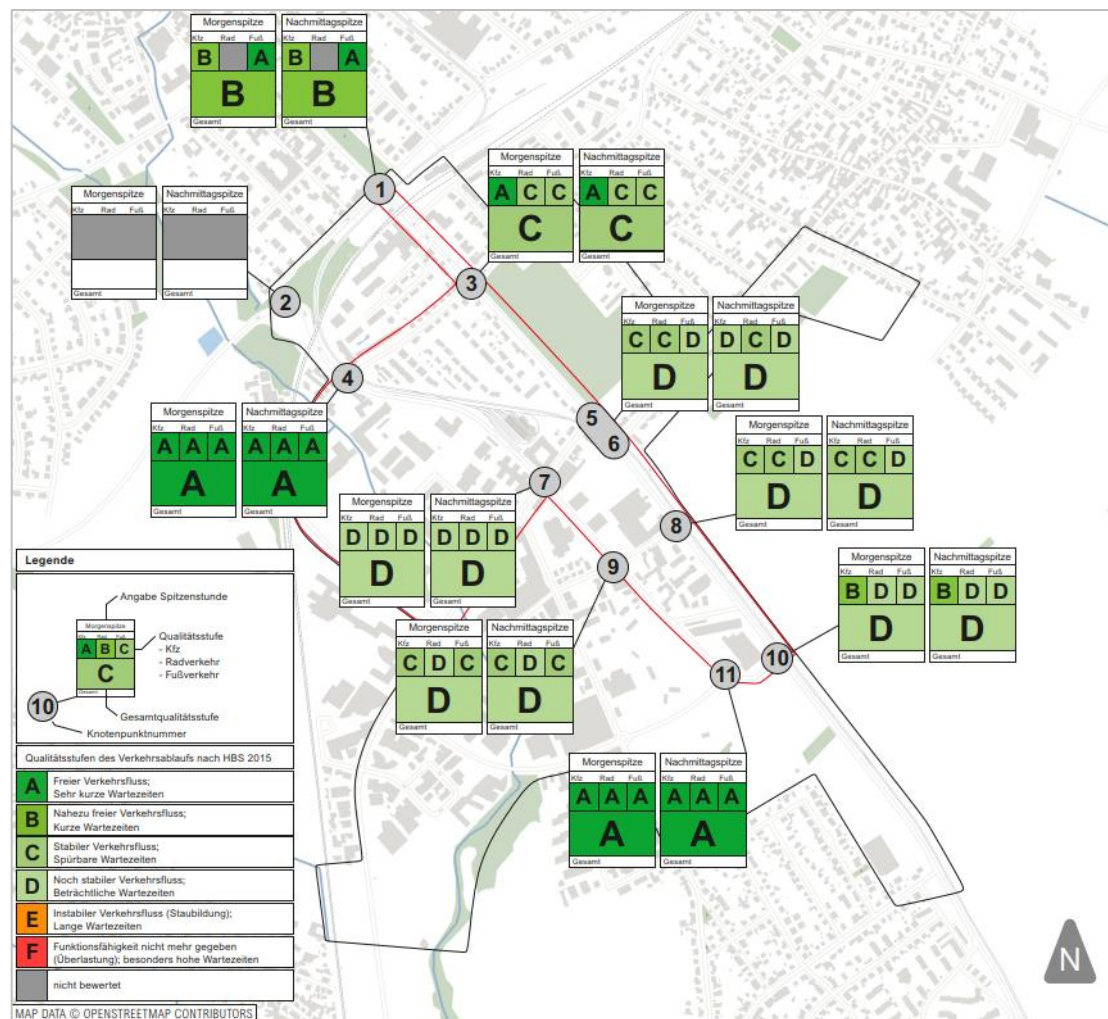 Morgenspitze Nachmittagspitze
Kfz Rad Fuß Kfz Rad Fuß
B A B A
B B
Gesamt Gesamt
1
Morgenspitze Nachmittagspitze
Kfz Rad Fuß Kfz Rad Fuß
A C C A C C
C C
Gesamt Gesamt
Morgenspitze Nachmittagspitze
Kfz Rad Fuß Kfz Rad Fuß
Gesamt Gesamt
2
3
Morgenspitze Nachmittagspitze
Kfz Rad Fuß Kfz Rad Fuß
C C D D C D
D D
Gesamt Gesamt
4
5
6
Morgenspitze Nachmittagspitze
Kfz Rad Fuß Kfz Rad Fuß
A A A A A A
A A
Gesamt Gesamt
Morgenspitze Nachmittagspitze
Kfz Rad Fuß Kfz Rad Fuß
C C D C C D
D D
Gesamt Gesamt
7
8
Morgenspitze Nachmittagspitze
Kfz Rad Fuß Kfz Rad Fuß
D D D D D D
D D
Gesamt Gesamt
9
Morgenspitze Nachmittagspitze
Kfz Rad Fuß Kfz Rad Fuß
B D D B D D
D D
Gesamt Gesamt
Morgenspitze Nachmittagspitze
Kfz Rad Fuß Kfz Rad Fuß
C D C C D C
D D
Gesamt Gesamt
10
11
Morgenspitze Nachmittagspitze
Kfz Rad Fuß Kfz Rad Fuß
A A A A A A
A A
Gesamt Gesamt
Legende
Angabe Spitzenstunde
Morgenspitze
Kfz Rad Fuß
A B C
C
Gesamt
Qualitätsstufe
- Kfz
- Radverkehr
- Fußverkehr
10
Gesamtqualitätsstufe
Knotenpunktnummer
Qualitätsstufen des Verkehrsablaufs nach HBS 2015
A Freier Verkehrsfluss;
Sehr kurze Wartezeiten
B Nahezu freier Verkehrsfluss;
Kurze Wartezeiten
C Stabiler Verkehrsfluss;
Spürbare Wartezeiten
D Noch stabiler Verkehrsfluss;
Beträchtliche Wartezeiten
E Instabiler Verkehrsfluss (Staubildung);
Lange Wartezeiten
F Funktionsfähigkeit nicht mehr gegeben
(Überlastung); besonders hohe Wartezeiten
nicht bewertet
N
MAP DATA © OPENSTREETMAP CONTRIBUTORS